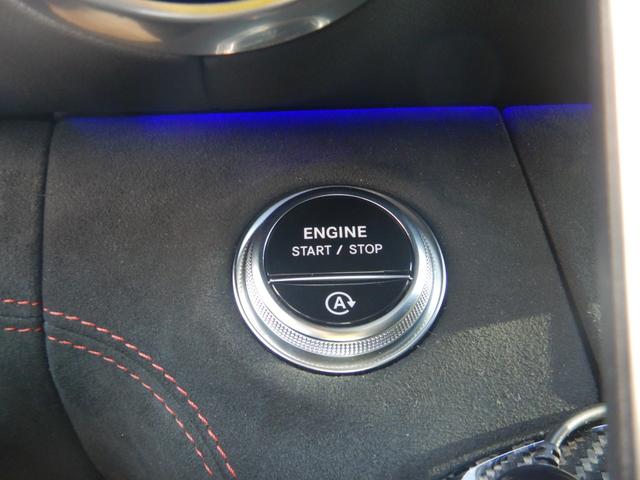 ENGINE
START / STOP
A